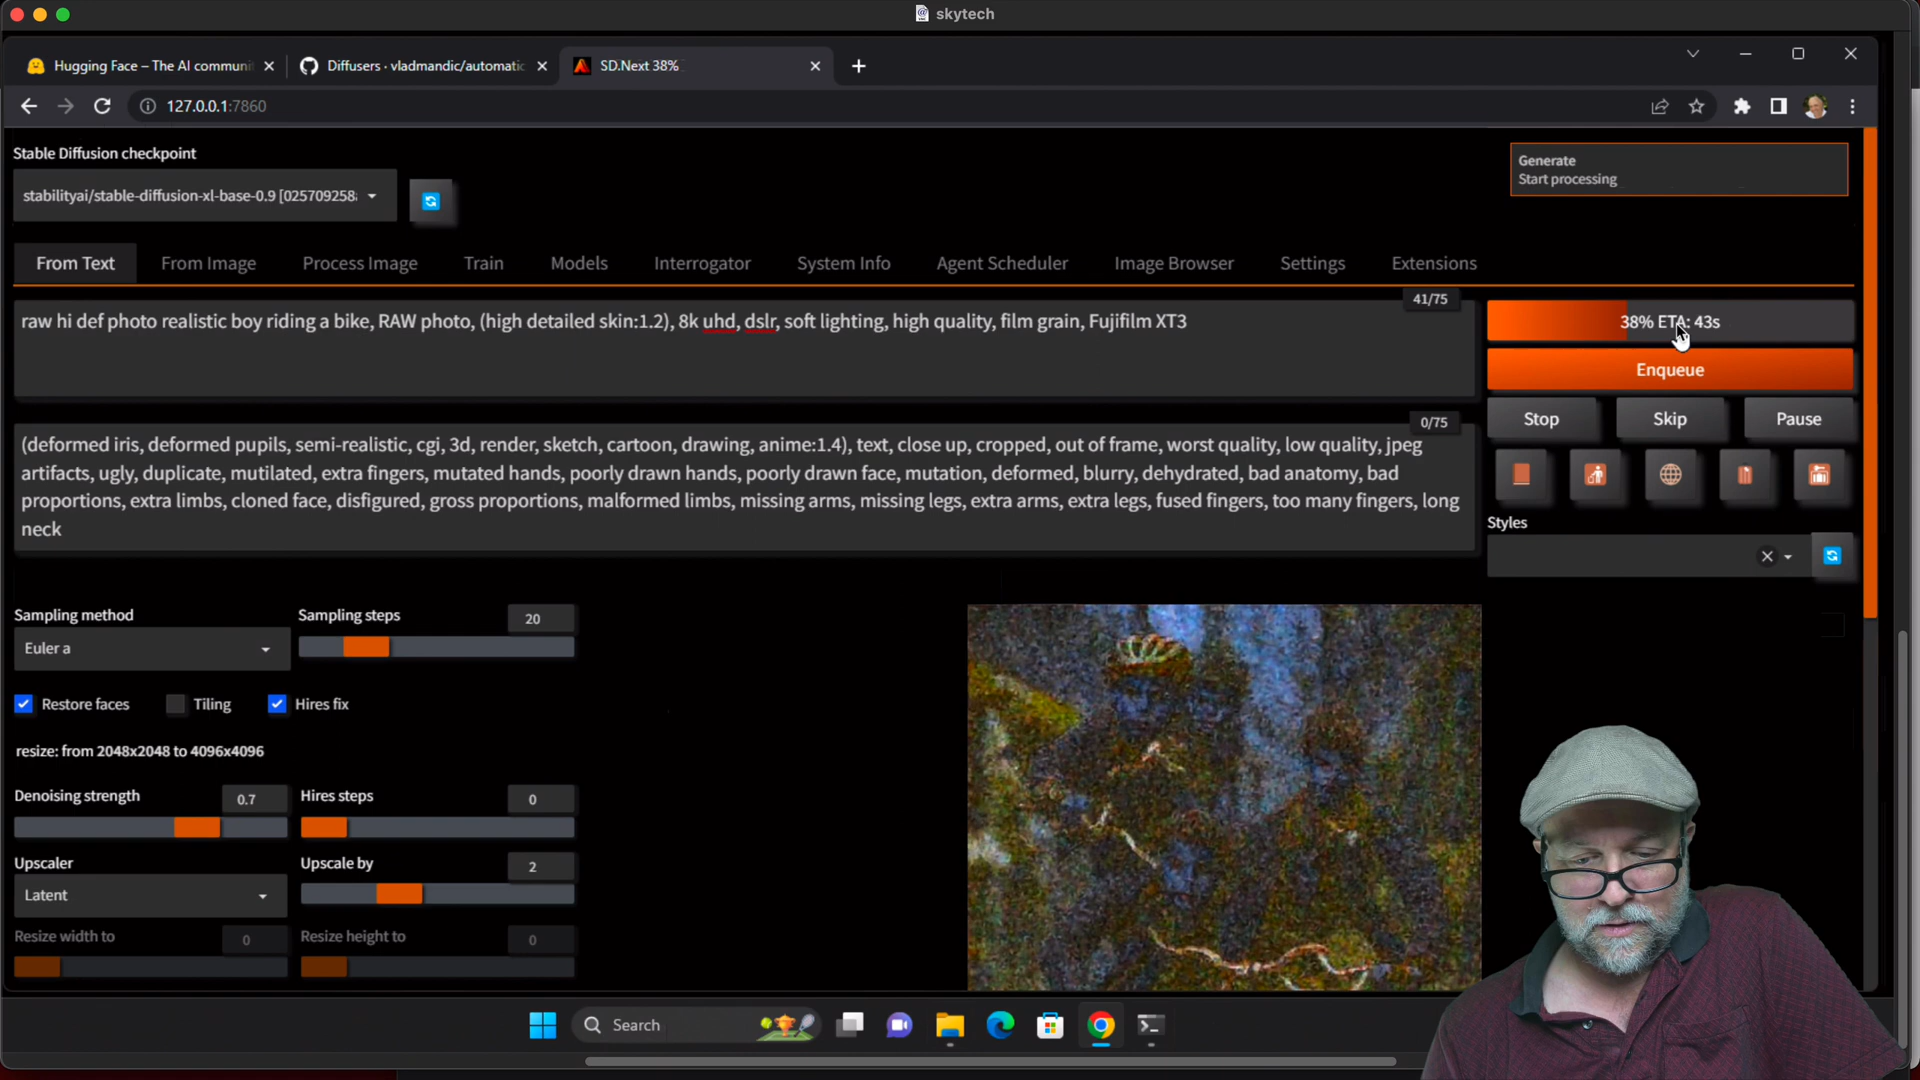 skytech
Hugging Face – The AI communi
Diffusers · vladmandic/automatic
SD.Next 38%
127.0.0.1:7860
Stable Diffusion checkpoint
stabilityai/stable-diffusion-xl-base-0.9 [025709258
Generate
Start processing
From Text
From Image
Process Image
Train
Models
Interrogator
System Info
Agent Scheduler
Image Browser
Settings
Extensions
41/75
raw hi def photo realistic boy riding a bike, RAW photo, (high detailed skin:1.2), 8k uhd, dslr, soft lighting, high quality, film grain, Fujifilm XT3
38% ETA: 43s
Enqueue
0/75
Stop
Skip
Pause
(deformed iris, deformed pupils, semi-realistic, cgi, 3d, render, sketch, cartoon, drawing, anime:1.4), text, close up, cropped, out of frame, worst quality, low quality, jpeg
artifacts, ugly, duplicate, mutilated, extra fingers, mutated hands, poorly drawn hands, poorly drawn face, mutation, deformed, blurry, dehydrated, bad anatomy, bad
proportions, extra limbs, cloned face, disfigured, gross proportions, malformed limbs, missing arms, missing legs, extra arms, extra legs, fused fingers, too many fingers, long
neck
Styles
Sampling method
Sampling steps
20
Euler a
Restore faces
Tiling
Hires fix
resize: from 2048x2048 to 4096x4096
Denoising strength
0.7
Hires steps
0
Upscaler
Upscale by
2
Latent
Resize width to
0
Resize height to
0
Search